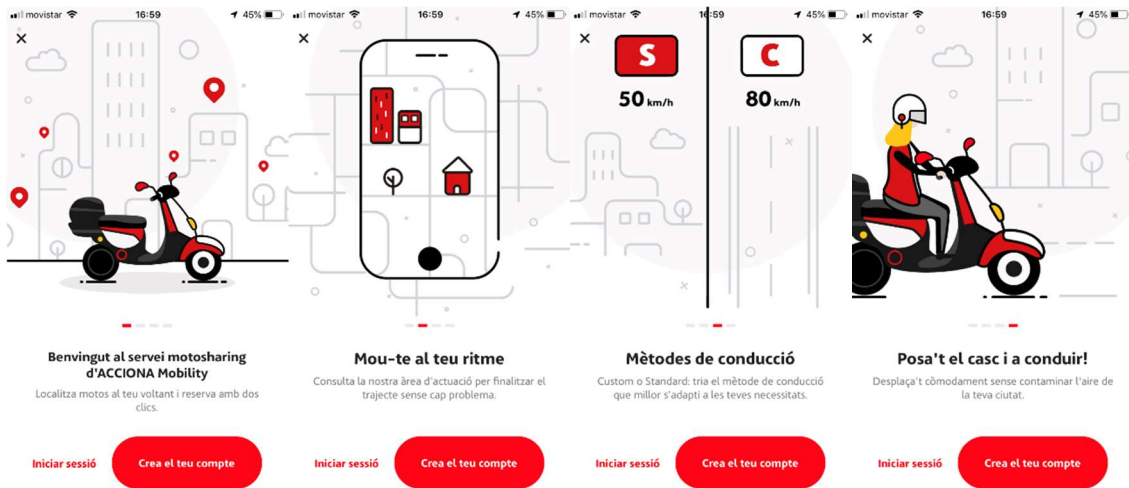 movistar 16:59 45%
Benvingut al servei motosharing
d'ACCIONA Mobility
Localitza motos al teu voltant i reserva amb dos
clics.
Iniciar sessió
Crea el teu compte
movistar 16:59 45%
Mou-te al teu ritme
Consulta la nostra àrea d'actuació per finalitzar el
trajecte sense cap problema.
Iniciar sessió
Crea el teu compte
movistar 16:59 45%
S
50 km/h
C
80 km/h
Mètodes de conducció
Custom o Standard: tria el mètode de conducció
que millor s'adapti a les teves necessitats.
Iniciar sessió
Crea el teu compte
movistar 16:59 45%
Posa't el casc i a conduir!
Desplaça't còmodament sense contaminar l'aire de
la teva ciutat.
Iniciar sessió
Crea el teu compte